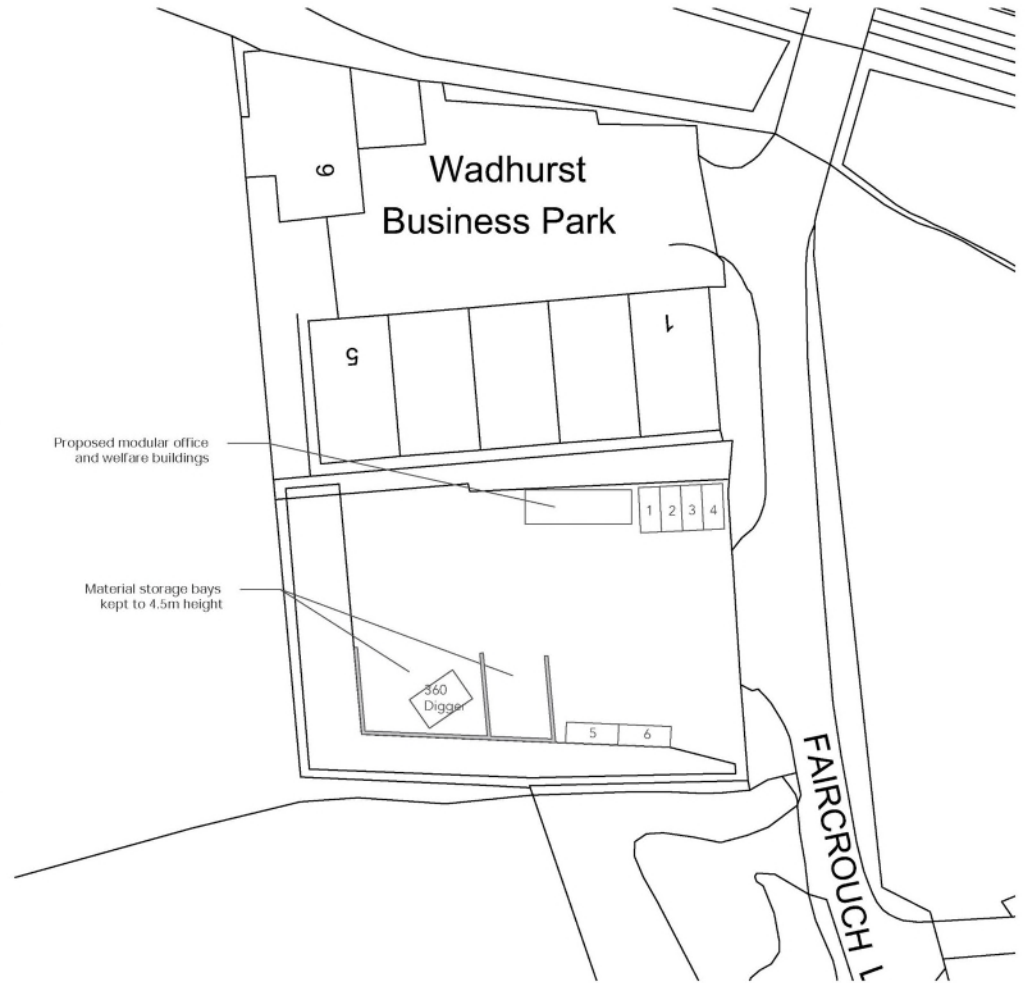 Wadhurst
Business Park
9
5
1
Proposed modular office
and welfare buildings
1 2 3 4
Material storage bays
kept to 4.5m height
360
Digger
5 6
FAIRCROUCH L